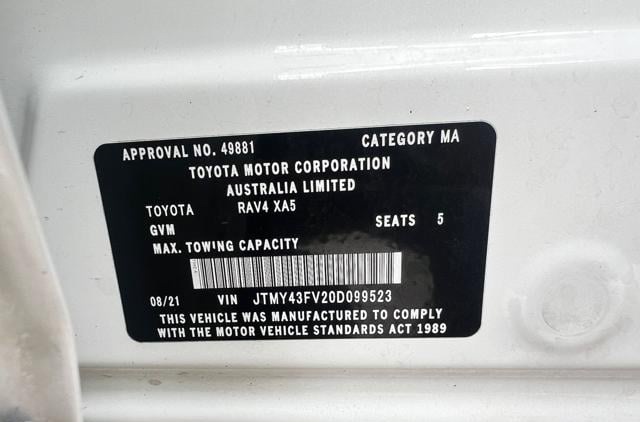 APPROVAL NO. 49881 CATEGORY MA
TOYOTA MOTOR CORPORATION
AUSTRALIA LIMITED
TOYOTA RAV4 XA5
GVM SEATS 5
MAX. TOWING CAPACITY
08/21 VIN JTMY43FV20D099523
THIS VEHICLE WAS MANUFACTURED TO COMPLY
WITH THE MOTOR VEHICLE STANDARDS ACT 1989